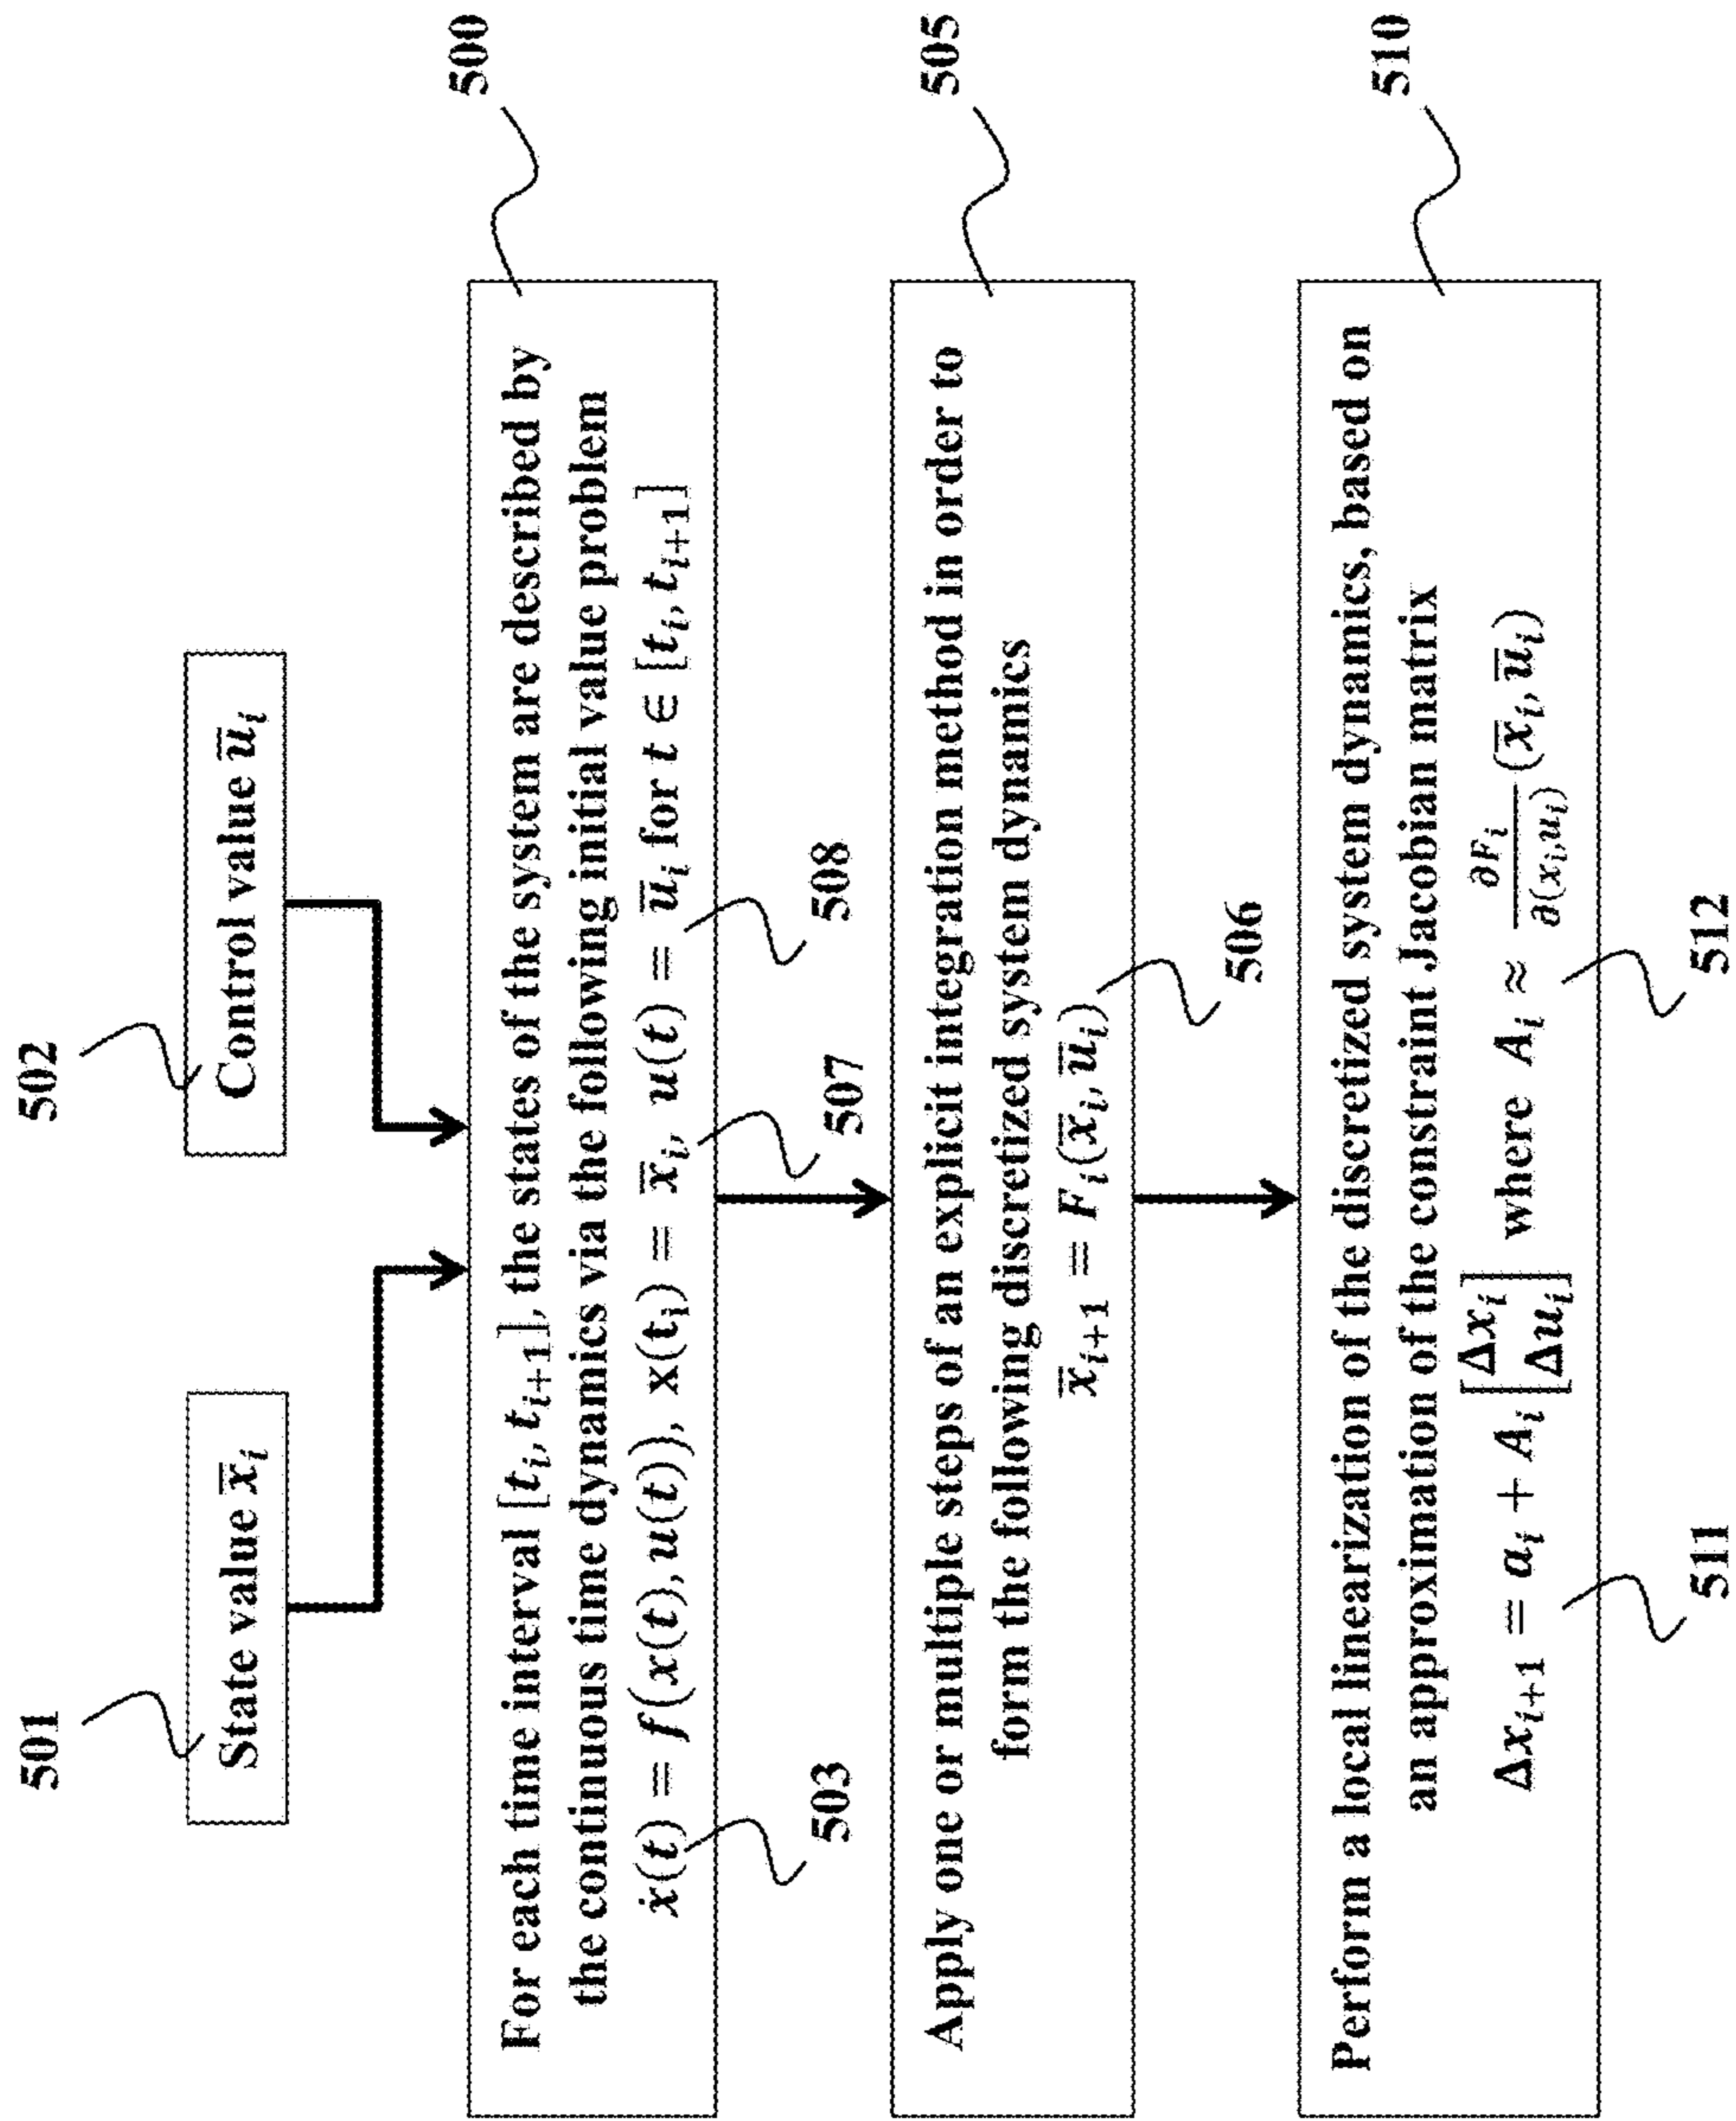 501
502
State value x̄ᵢ
Control value ūᵢ
500
For each time interval [tᵢ, tᵢ₊₁], the states of the system are described by
the continuous time dynamics via the following initial value problem
ẋ(t) = f(x(t), u(t)), x(tᵢ) = x̄ᵢ, u(t) = ūᵢ for t ∈ [tᵢ, tᵢ₊₁]
503
507
508
505
Apply one or multiple steps of an explicit integration method in order to
form the following discretized system dynamics
x̄ᵢ₊₁ = Fᵢ(x̄ᵢ, ūᵢ)
506
510
Perform a local linearization of the discretized system dynamics, based on
an approximation of the constraint Jacobian matrix
Δxᵢ₊₁ = aᵢ + Aᵢ [Δxᵢ; Δuᵢ] where Aᵢ ≈ ∂Fᵢ/∂(xᵢ,uᵢ) (x̄ᵢ, ūᵢ)
511
512